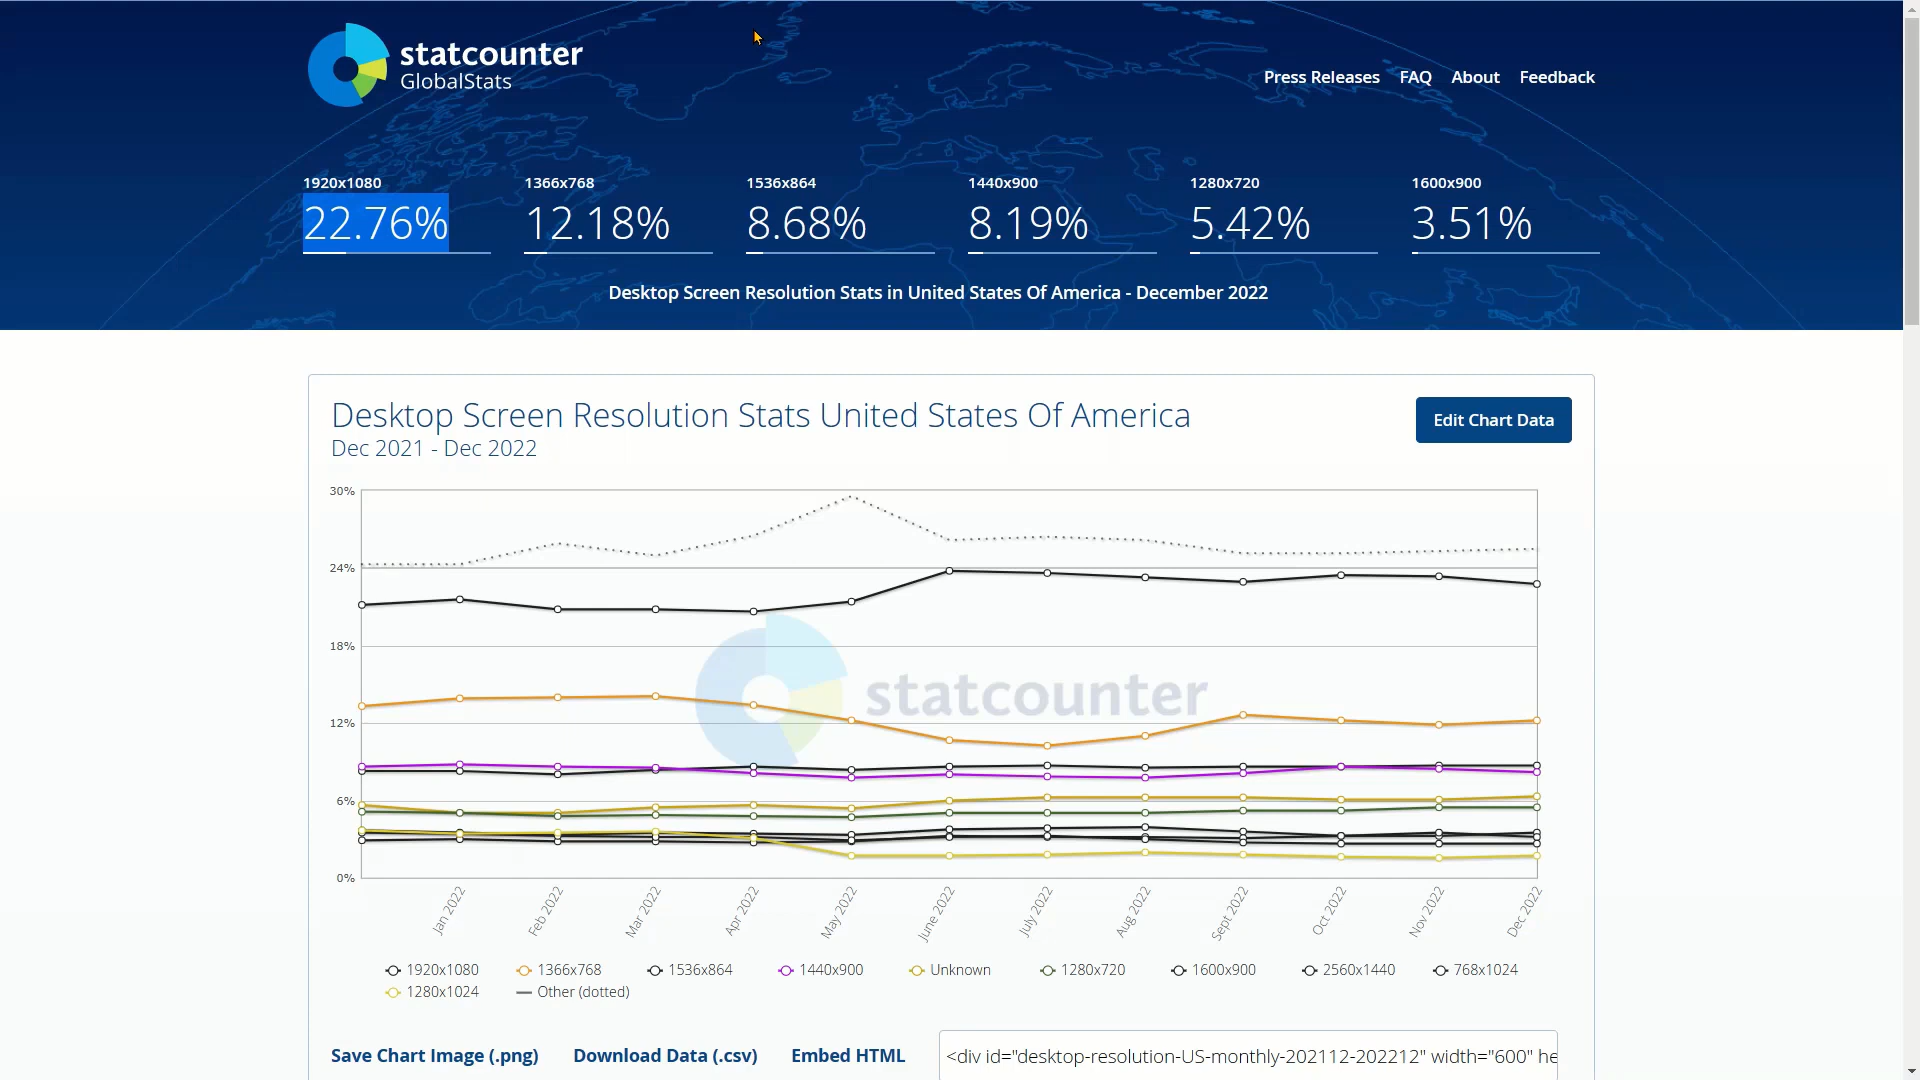 statcounter
GlobalStats
Press Releases FAQ About Feedback
1920x1080 1366x768 1536x864 1440x900 1280x720 1600x900
22.76% 12.18% 8.68% 8.19% 5.42% 3.51%
Desktop Screen Resolution Stats in United States Of America - December 2022
Desktop Screen Resolution Stats United States Of America
Edit Chart Data
Dec 2021 - Dec 2022
30%
24%
18%
statcounter
12%
6%
0%
Jan 2022 Feb 2022 Mar 2022 Apr 2022 May 2022 June 2022 July 2022 Aug 2022 Sept 2022 Oct 2022 Nov 2022 Dec 2022
1920x1080 1366x768 1536x864 1440x900 Unknown 1280x720 1600x900 2560x1440 768x1024
1280x1024 Other (dotted)
Save Chart Image (.png) Download Data (.csv) Embed HTML <div id="desktop-resolution-US-monthly-202112-202212" width="600" he